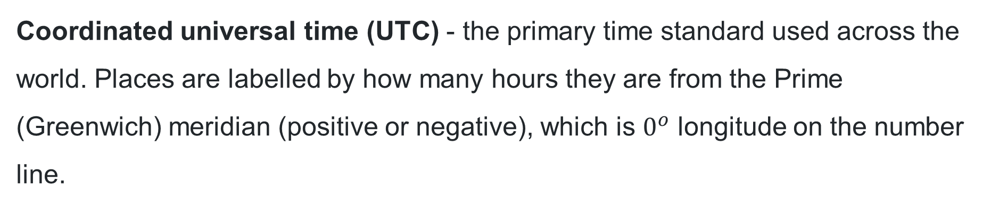 Coordinated universal time (UTC) - the primary time standard used across the
world. Places are labelled by how many hours they are from the Prime
(Greenwich) meridian (positive or negative), which is 0° longitude on the number
line.